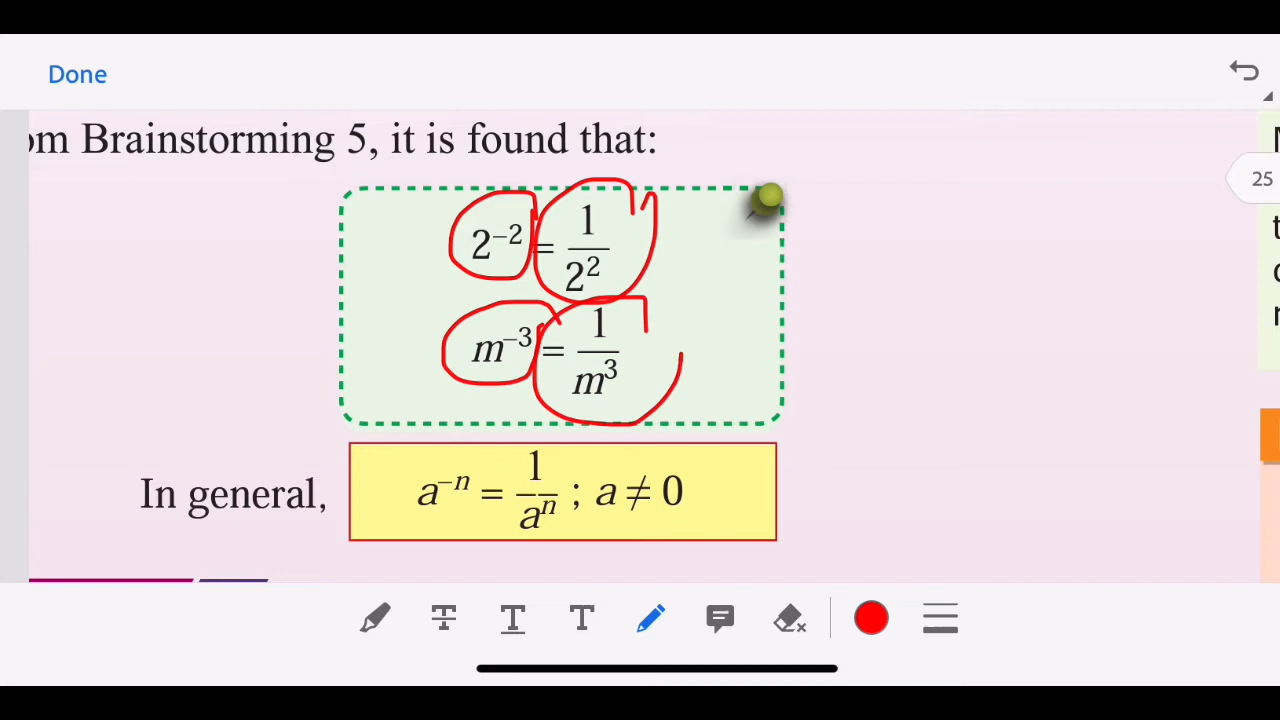 Done
om Brainstorming 5, it is found that:
25
2⁻² = 1/2²
m⁻³ = 1/m³
In general, a⁻ⁿ = 1/aⁿ ; a ≠ 0
T T T